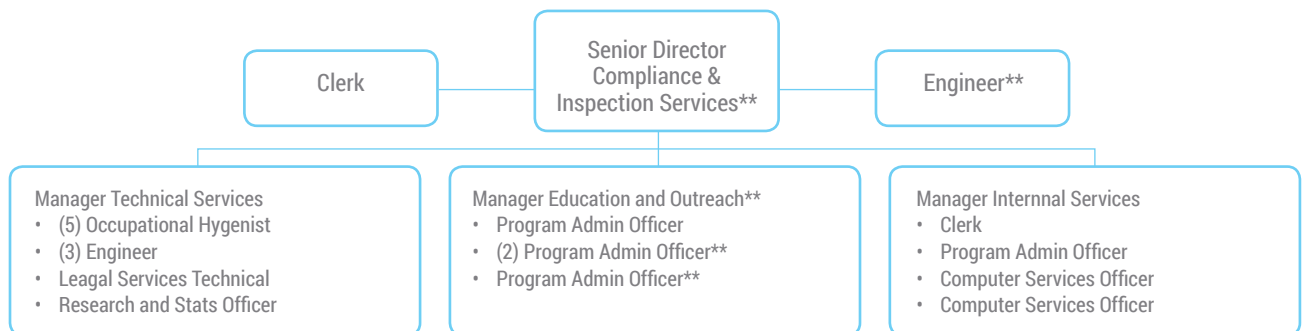 Clerk
Senior Director
Compliance &
Inspection Services**
Engineer**
Manager Technical Services
• (5) Occupational Hygenist
• (3) Engineer
• Leagal Services Technical
• Research and Stats Officer
Manager Education and Outreach**
• Program Admin Officer
• (2) Program Admin Officer**
• Program Admin Officer**
Manager Internnal Services
• Clerk
• Program Admin Officer
• Computer Services Officer
• Computer Services Officer